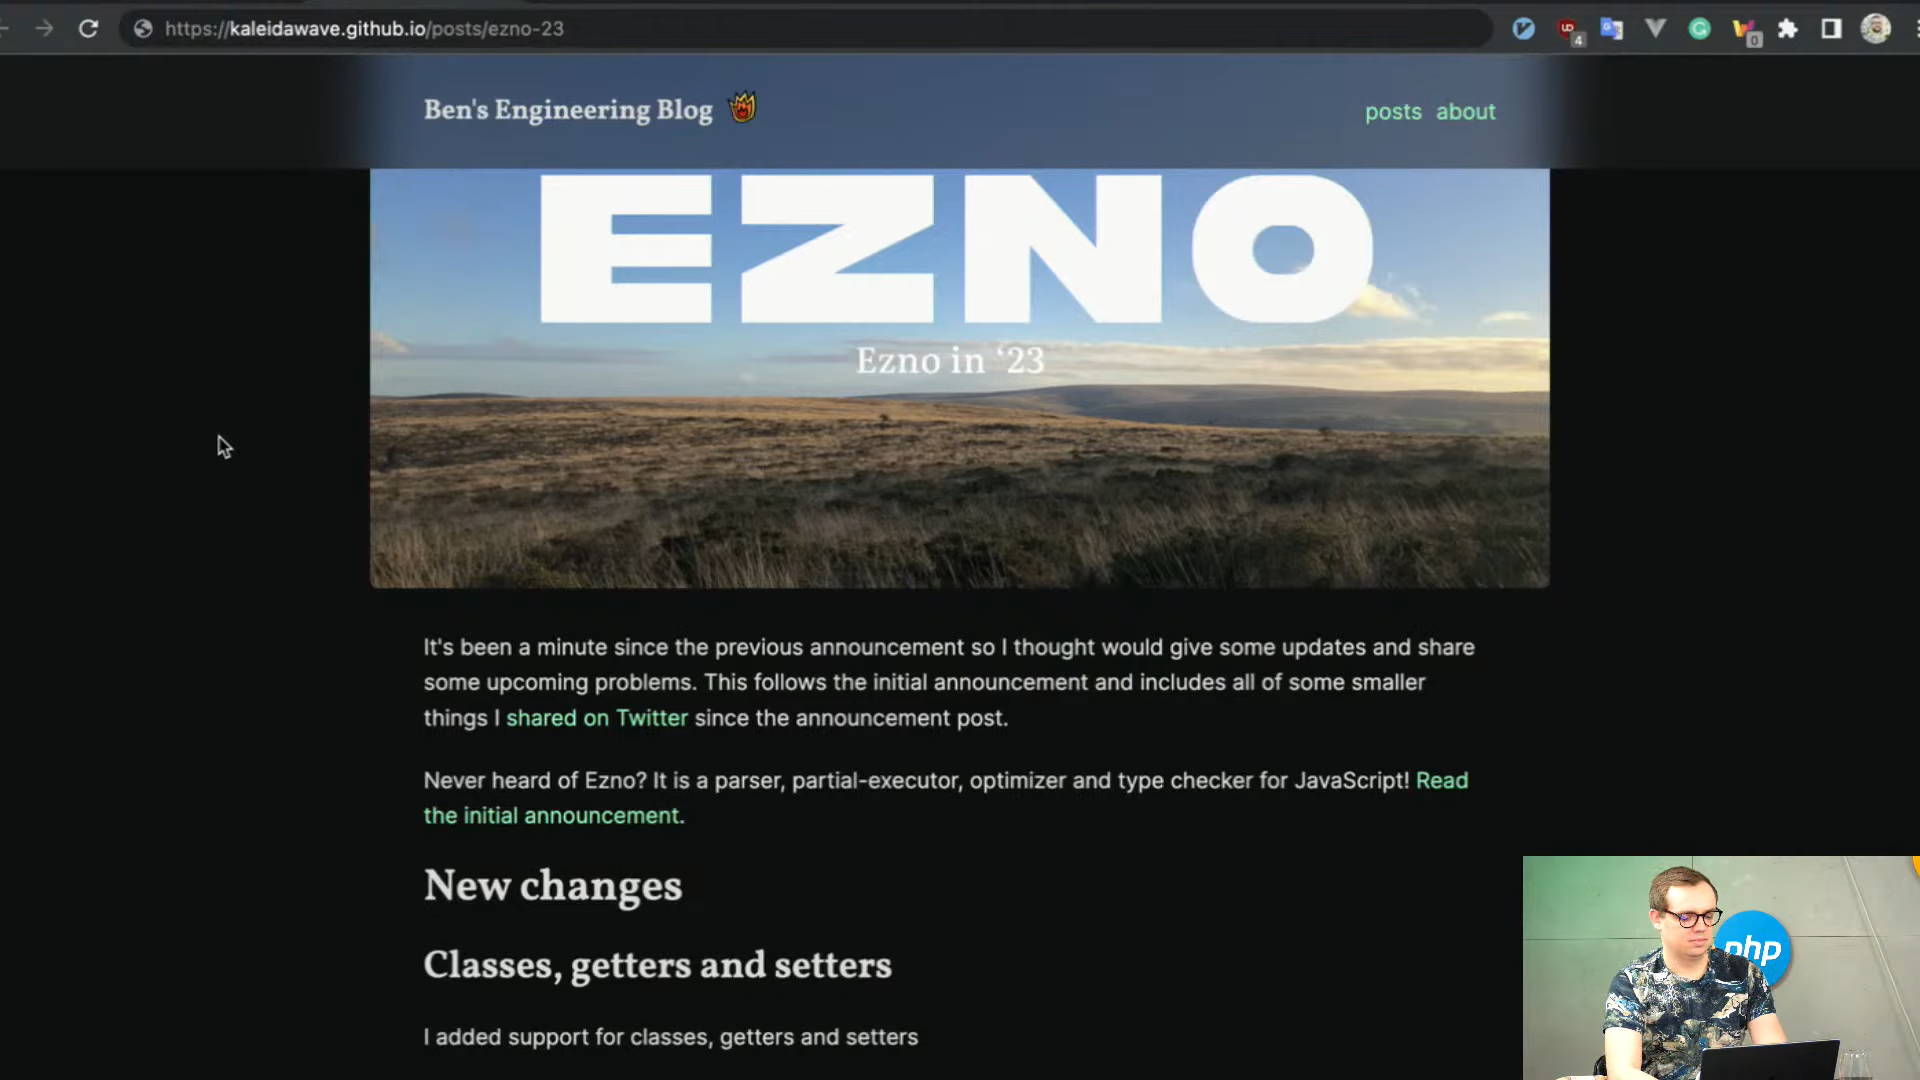 https://kaleidawave.github.io/posts/ezno-23
4
0
Ben's Engineering Blog
posts about
EZNO
Ezno in ‘23
It's been a minute since the previous announcement so I thought would give some updates and share
some upcoming problems. This follows the initial announcement and includes all of some smaller
things I shared on Twitter since the announcement post.
Never heard of Ezno? It is a parser, partial-executor, optimizer and type checker for JavaScript! Read
the initial announcement.
New changes
Classes, getters and setters
I added support for classes, getters and setters
php